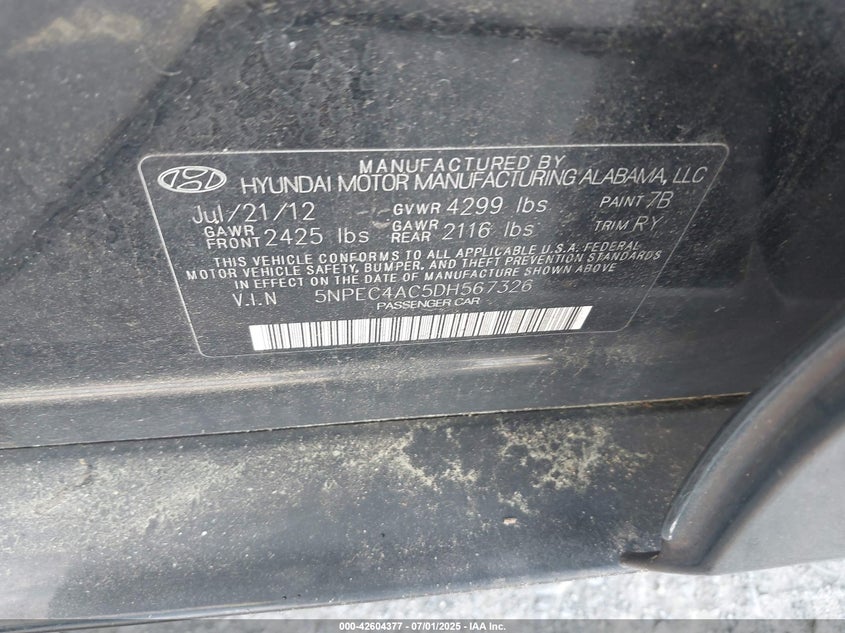 MANUFACTURED BY
HYUNDAI MOTOR MANUFACTURING ALABAMA, LLC
Jul/21/12 GVWR 4299 lbs PAINT 7B
GAWR FRONT 2425 lbs GAWR REAR 2116 lbs TRIM RY
THIS VEHICLE CONFORMS TO ALL APPLICABLE U.S.A. FEDERAL
MOTOR VEHICLE SAFETY, BUMPER, AND THEFT PREVENTION STANDARDS
IN EFFECT ON THE DATE OF MANUFACTURE SHOWN ABOVE
V.I.N 5NPEC4AC5DH567326
PASSENGER CAR
000-42604377 - 07/01/2025 - IAA Inc.